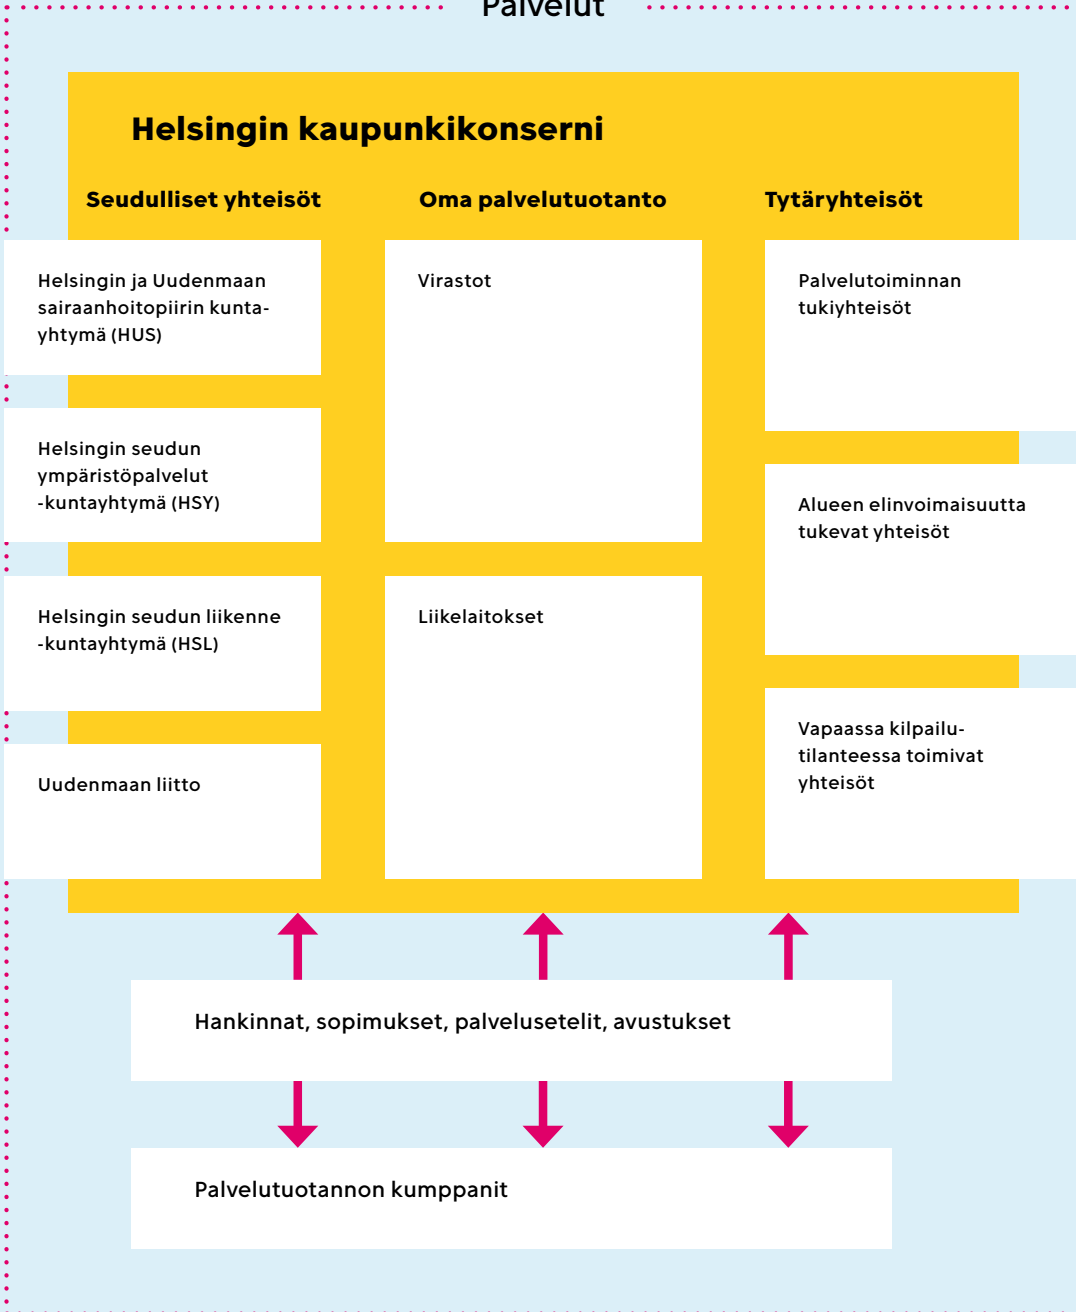 Palvelut
Helsingin kaupunkikonserni
Seudulliset yhteisöt
Helsingin ja Uudenmaan
sairaanhoitopiirin kunta-
yhtymä (HUS)
Helsingin seudun
ympäristöpalvelut
-kuntayhtymä (HSY)
Helsingin seudun liikenne
-kuntayhtymä (HSL)
Uudenmaan liitto
Oma palvelutuotanto
Virastot
Liikelaitokset
Tytäryhteisöt
Palvelutoiminnan
tukiyhteisöt
Alueen elinvoimaisuutta
tukevat yhteisöt
Vapaassa kilpailu-
tilanteessa toimivat
yhteisöt
Hankinnat, sopimukset, palvelusetelit, avustukset
Palvelutuotannon kumppanit